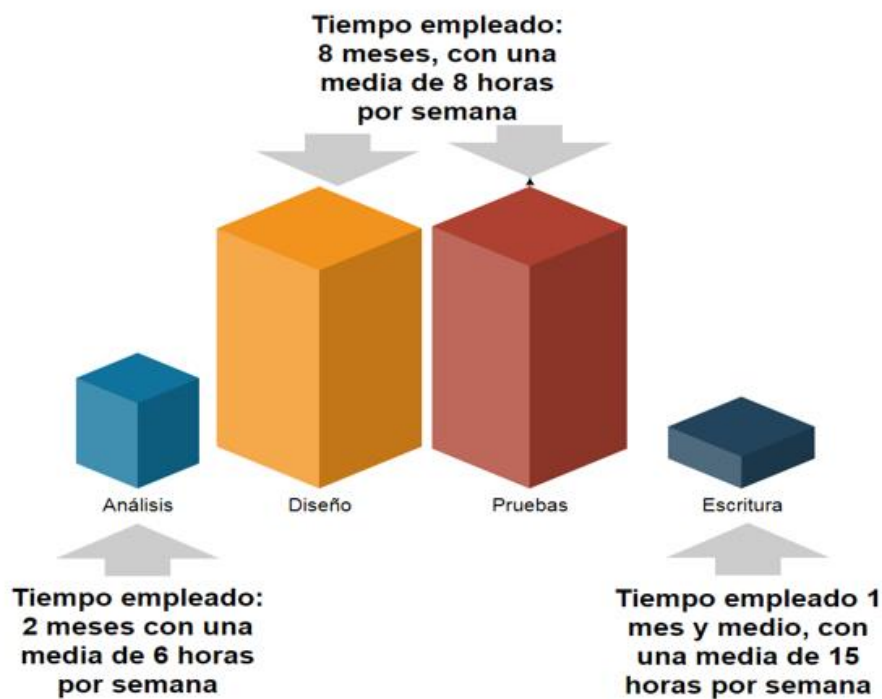 Tiempo empleado:
8 meses, con una
media de 8 horas
por semana
Análisis
Diseño
Pruebas
Escritura
Tiempo empleado:
2 meses con una
media de 6 horas
por semana
Tiempo empleado 1
mes y medio, con
una media de 15
horas por semana